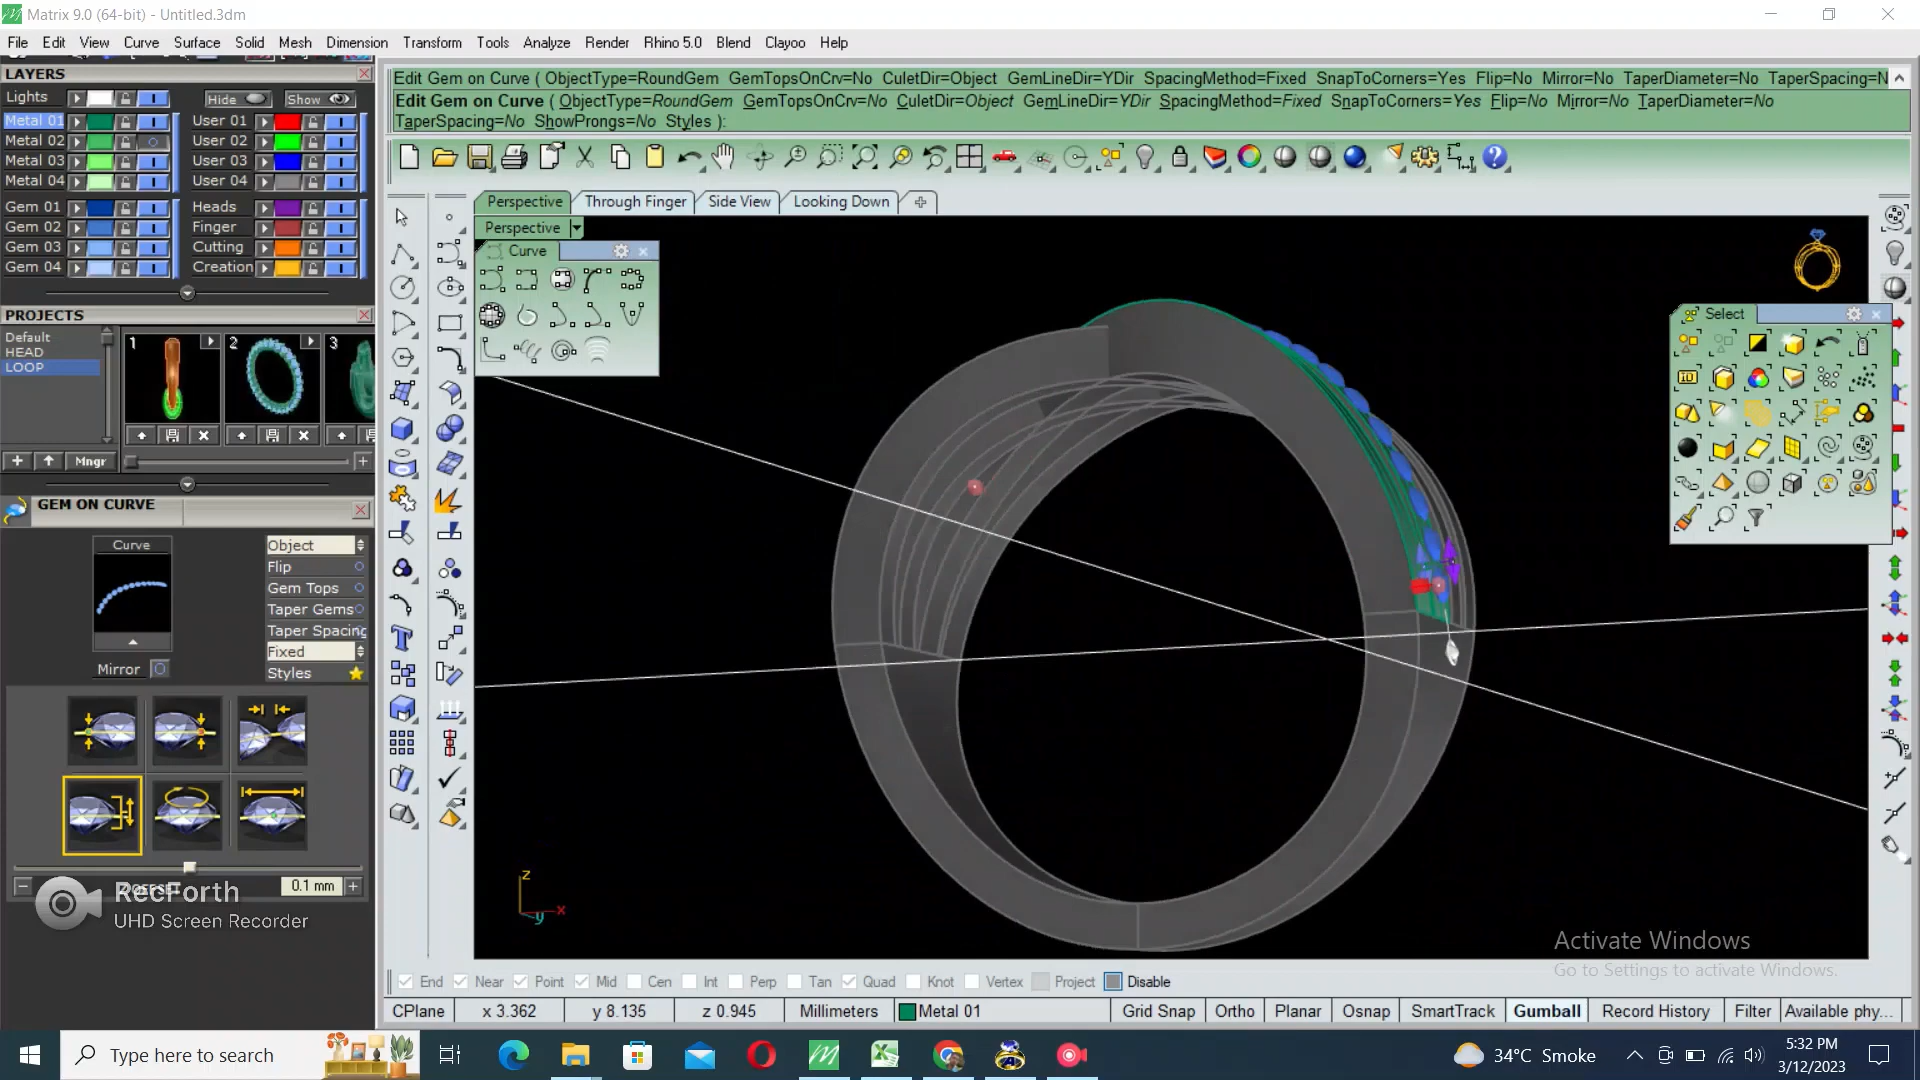 Matrix 9.0 (64-bit) - Untitled.3dm
File Edit View Curve Surface Solid Mesh Dimension Transform Tools Analyze Render Rhino 5.0 Blend Clayoo Help
LAYERS
Lights Hide Show
Metal 01 User 01
Metal 02 User 02
Metal 03 User 03
Metal 04 User 04
Gem 01 Heads
Gem 02 Finger
Gem 03 Cutting
Gem 04 Creation
PROJECTS
Default
HEAD
LOOP
1 2 3
Mngr
GEM ON CURVE
Curve
Object
Flip
Gem Tops
Taper Gems
Taper Spacing
Fixed
Mirror
Styles
0.1 mm
RecForth
UHD Screen Recorder
Edit Gem on Curve ( ObjectType=RoundGem GemTopsOnCrv=No CuletDir=Object GemLineDir=YDir SpacingMethod=Fixed SnapToCorners=Yes Flip=No Mirror=No TaperDiameter=No TaperSpacing=N
Edit Gem on Curve ( ObjectType=RoundGem GemTopsOnCrv=No CuletDir=Object GemLineDir=YDir SpacingMethod=Fixed SnapToCorners=Yes Flip=No Mirror=No TaperDiameter=No
TaperSpacing=No ShowProngs=No Styles ):
Perspective Through Finger Side View Looking Down
Perspective
Curve
Select
ID
z
x
y
Activate Windows
Go to Settings to activate Windows.
End Near Point Mid Cen Int Perp Tan Quad Knot Vertex Project Disable
CPlane x 3.362 y 8.135 z 0.945 Millimeters Metal 01 Grid Snap Ortho Planar Osnap SmartTrack Gumball Record History Filter Available phy...
Type here to search
34°C Smoke
5:32 PM
3/12/2023